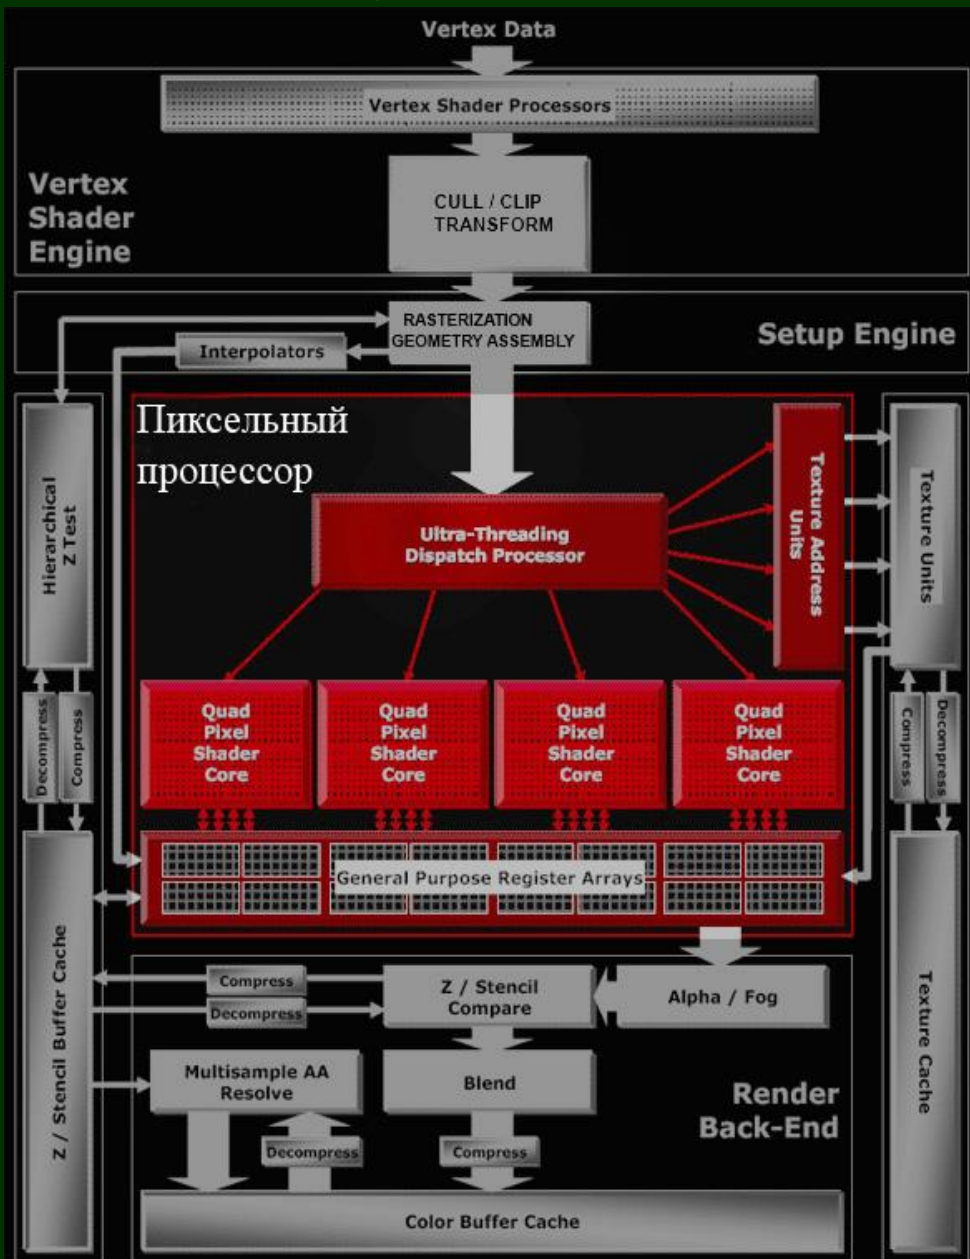 Vertex Data
Vertex Shader Processors
Vertex
Shader
Engine
CULL / CLIP
TRANSFORM
RASTERIZATION
GEOMETRY ASSEMBLY
Setup Engine
Interpolators
Пиксельный
процессор
Hierarchical
Z Test
Ultra-Threading
Dispatch Processor
Texture Address
Units
Texture Units
Decompress
Compress
Quad
Pixel
Shader
Core
Quad
Pixel
Shader
Core
Quad
Pixel
Shader
Core
Quad
Pixel
Shader
Core
Compress
Decompress
General Purpose Register Arrays
Z / Stencil Buffer Cache
Compress
Decompress
Z / Stencil
Compare
Alpha / Fog
Texture Cache
Multisample AA
Resolve
Blend
Render
Back-End
Decompress
Compress
Color Buffer Cache